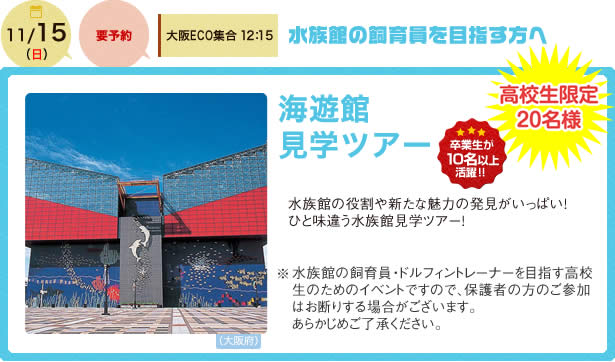 11/15
(日)
要予約
大阪ECO集合 12:15
水族館の飼育員を目指す方へ
高校生限定
20名様
海遊館
見学ツアー
卒業生が
10名以上
活躍!!
水族館の役割や新たな魅力の発見がいっぱい!
ひと味違う水族館見学ツアー!
※ 水族館の飼育員・ドルフィントレーナーを目指す高校
生のためのイベントですので、保護者の方のご参加
はお断りする場合がございます。
あらかじめご了承ください。
(大阪府)